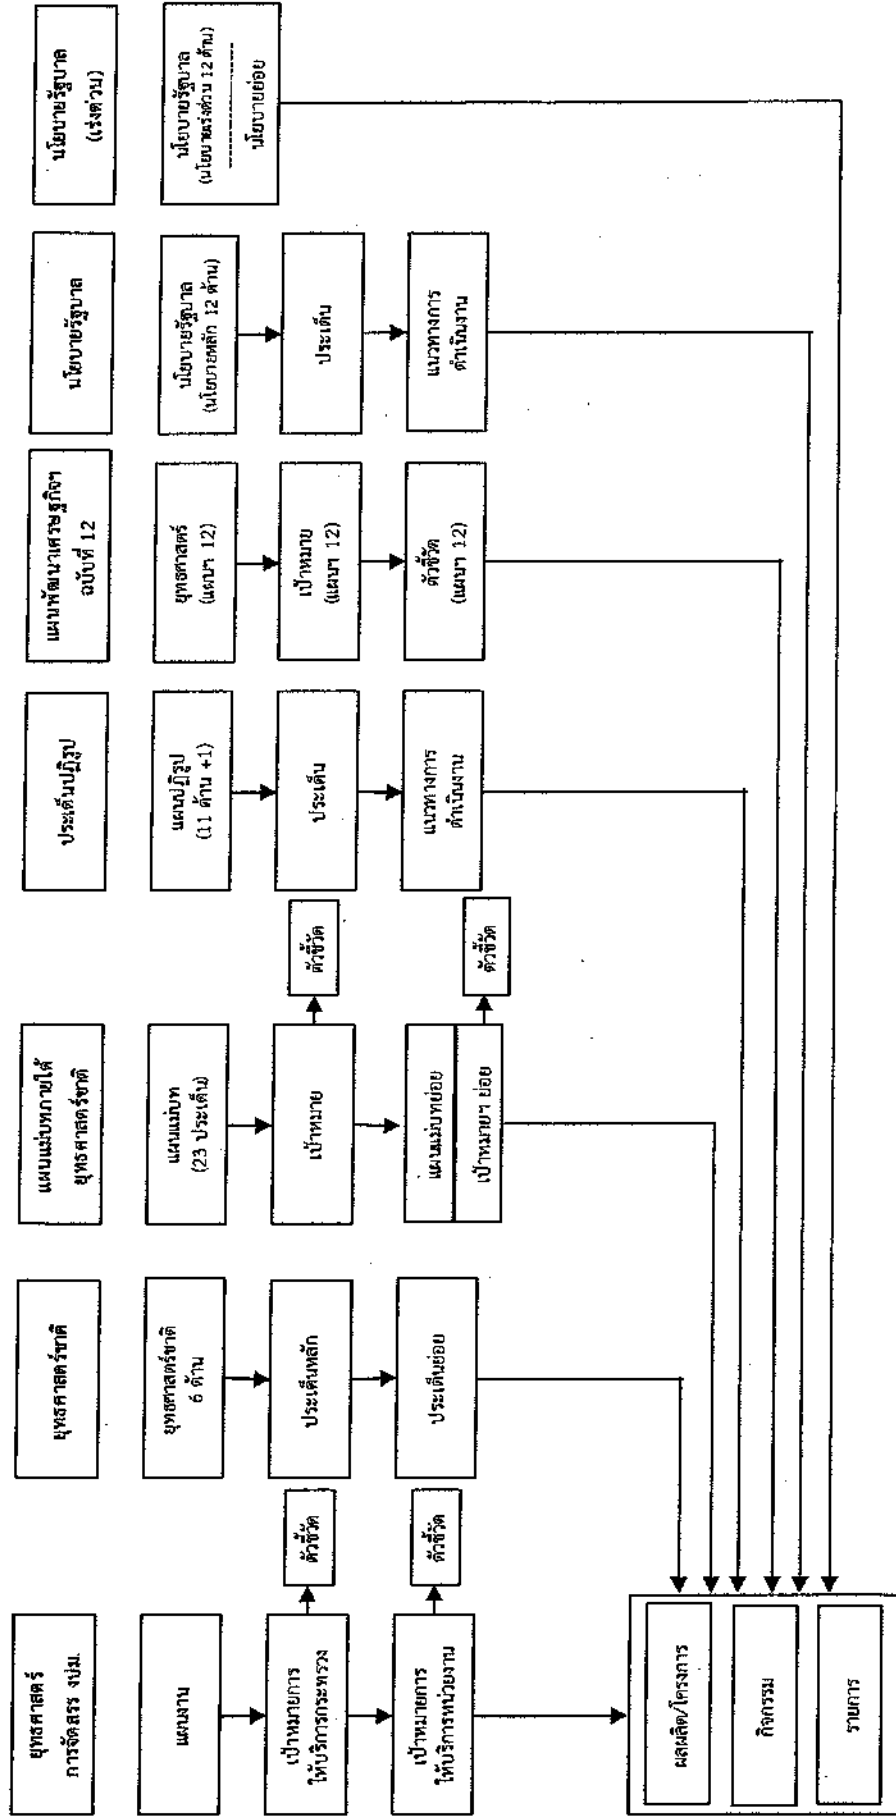 ยุทธศาสตร์
การจัดสรร งปม.
ยุทธศาสตร์ชาติ
แผนแม่บทภายใต้
ยุทธศาสตร์ชาติ
ประเด็นปฏิรูป
แผนพัฒนาเศรษฐกิจฯ
ฉบับที่ 12
นโยบายรัฐบาล
นโยบายรัฐบาล
(เร่งด่วน)
แผนงาน
ยุทธศาสตร์ชาติ
6 ด้าน
แผนแม่บท
(23 ประเด็น)
แผนปฏิรูป
(11 ด้าน +1)
ยุทธศาสตร์
(แผนฯ 12)
นโยบายรัฐบาล
(นโยบายหลัก 12 ด้าน)
นโยบายรัฐบาล
(นโยบายเร่งด่วน 12 ด้าน)
นโยบายย่อย
เป้าหมายการ
ให้บริการกระทรวง
ตัวชี้วัด
ประเด็นหลัก
เป้าหมาย
ตัวชี้วัด
ประเด็น
เป้าหมาย
(แผนฯ 12)
ประเด็น
เป้าหมายการ
ให้บริการหน่วยงาน
ตัวชี้วัด
ประเด็นย่อย
แผนแม่บทย่อย
เป้าหมายฯ ย่อย
ตัวชี้วัด
แนวทางการ
ดำเนินงาน
ตัวชี้วัด
(แผนฯ 12)
แนวทางการ
ดำเนินงาน
ผลผลิต/โครงการ
กิจกรรม
รายการ